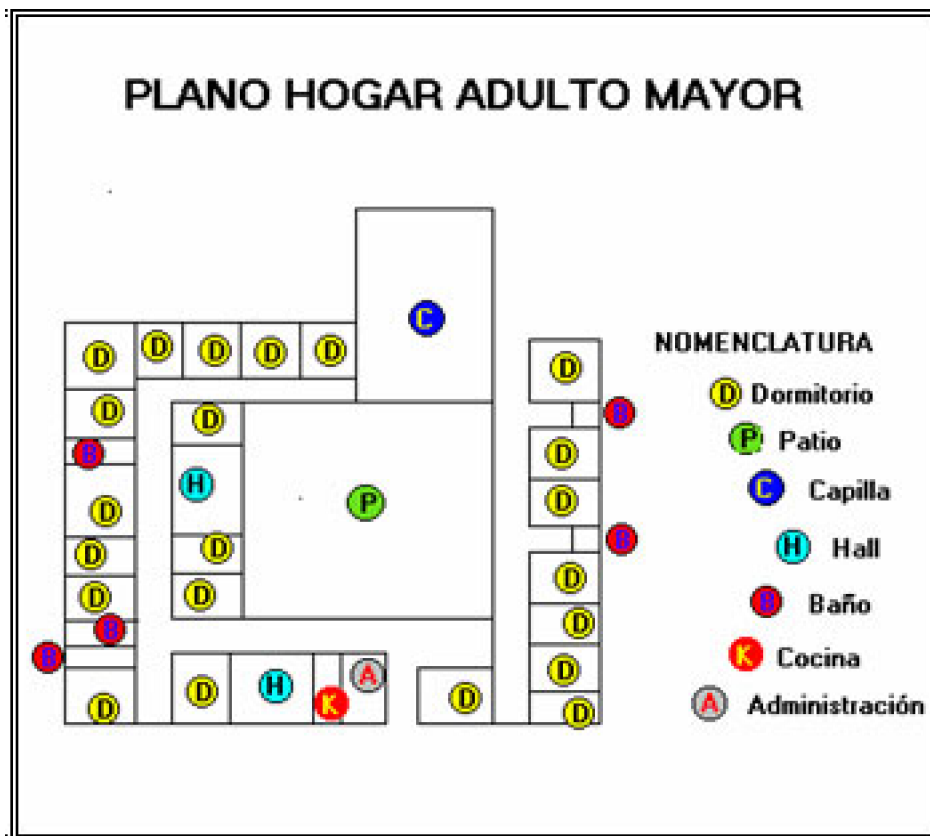 PLANO HOGAR ADULTO MAYOR
C
D D D D D
D
D
D
B
NOMENCLATURA
D Dormitorio
P Patio
C Capilla
H Hall
B Baño
K Cocina
A Administración
D
B
H
P
D
D
D
D
D
B
D
D
D
B
B
D
D
D
D
D
D
H
K
A
D
D